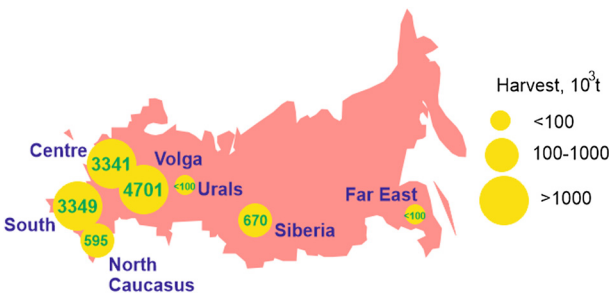 Harvest, 10³t
<100
100-1000
>1000
Centre
3341
Volga
4701
<100
Urals
3349
South
595
North
Caucasus
670
Siberia
Far East
<100